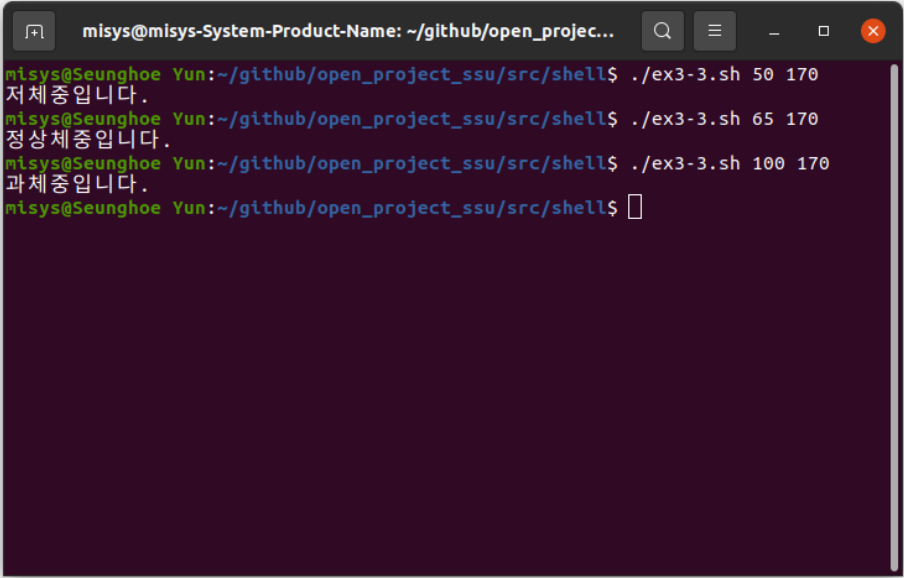 misys@misys-System-Product-Name: ~/github/open_projec...
misys@Seunghoe Yun:~/github/open_project_ssu/src/shell$ ./ex3-3.sh 50 170
저체중입니다.
misys@Seunghoe Yun:~/github/open_project_ssu/src/shell$ ./ex3-3.sh 65 170
정상체중입니다.
misys@Seunghoe Yun:~/github/open_project_ssu/src/shell$ ./ex3-3.sh 100 170
과체중입니다.
misys@Seunghoe Yun:~/github/open_project_ssu/src/shell$